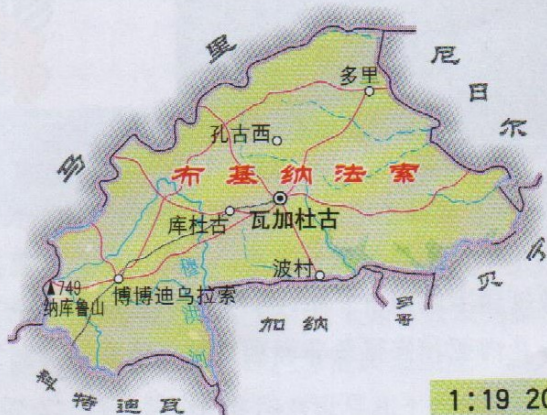 马里
尼日尔
多甲
孔古西
布基纳法索
库杜古
瓦加杜古
波村
贝
▲749
纳库鲁山
博博迪乌拉索
加纳
多哥
科特迪瓦
1:19 20